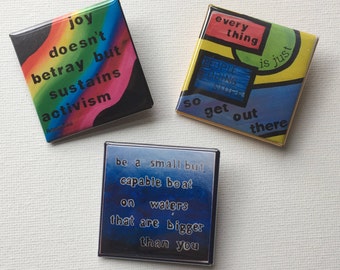 joy
doesn't
betray but
sustains
activism
every
thing
is just
so get out
there
be a small but
capable boat
on waters
that are bigger
than you